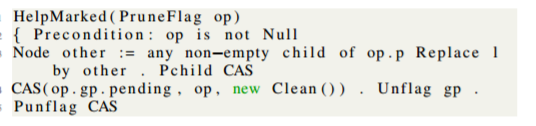 HelpMarked(PruneFlag op)
{ Precondition: op is not Null
Node other := any non–empty child of op.p Replace l
by other . Pchild CAS
CAS(op.gp.pending , op, new Clean()) . Unflag gp .
Punflag CAS